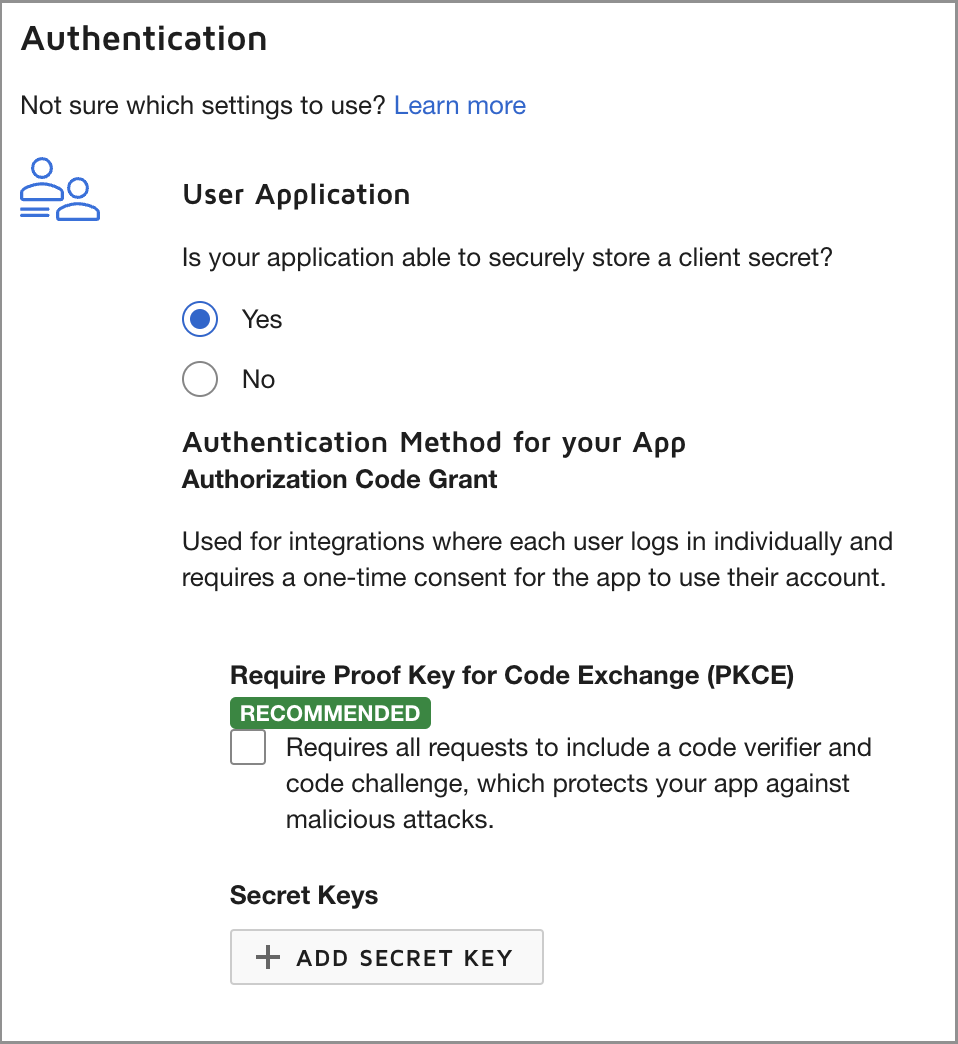 Authentication
Not sure which settings to use? Learn more
User Application
Is your application able to securely store a client secret?
Yes
No
Authentication Method for your App
Authorization Code Grant
Used for integrations where each user logs in individually and
requires a one-time consent for the app to use their account.
Require Proof Key for Code Exchange (PKCE)
RECOMMENDED
Requires all requests to include a code verifier and
code challenge, which protects your app against
malicious attacks.
Secret Keys
ADD SECRET KEY